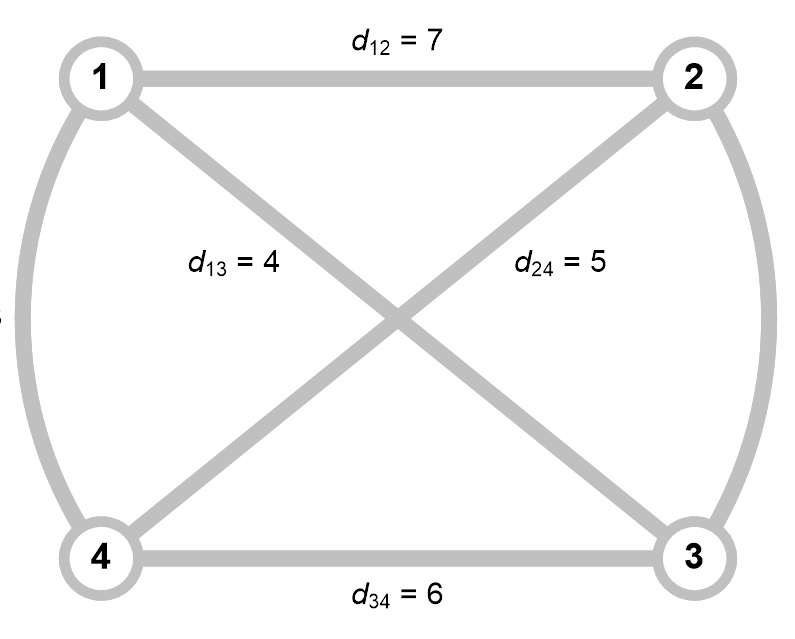 d₁₂ = 7
1
2
d₁₃ = 4
d₂₄ = 5
4
3
d₃₄ = 6